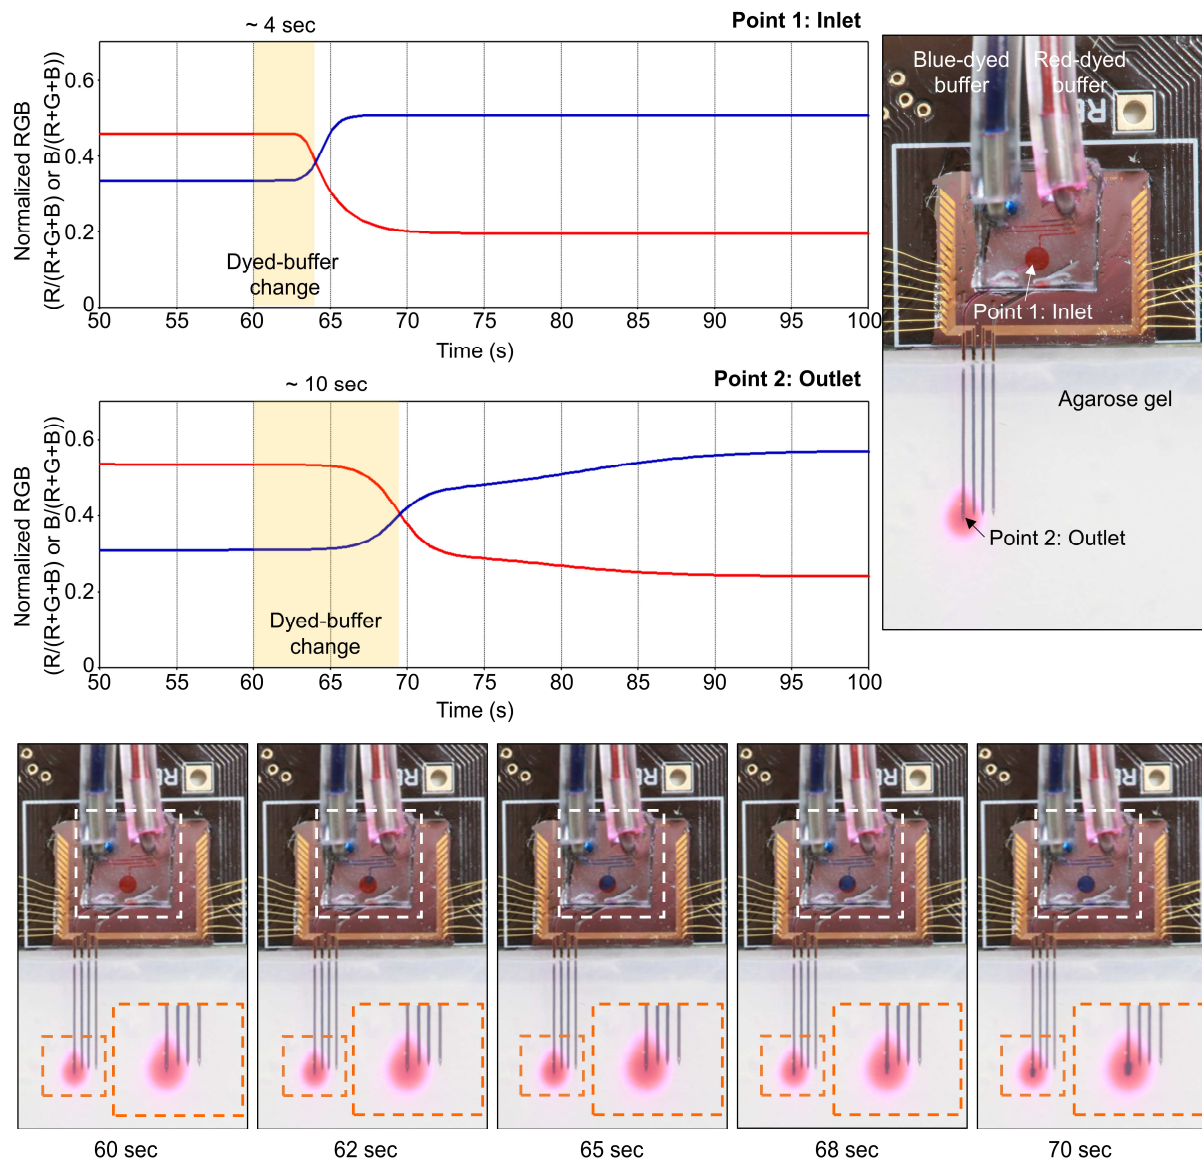 ~ 4 sec
Point 1: Inlet
Normalized RGB
(R/(R+G+B) or B/(R+G+B))
0.6
0.4
0.2
0
Dyed-buffer
change
50 55 60 65 70 75 80 85 90 95 100
Time (s)
~ 10 sec
Point 2: Outlet
Normalized RGB
(R/(R+G+B) or B/(R+G+B))
0.6
0.4
0.2
0
Dyed-buffer
change
50 55 60 65 70 75 80 85 90 95 100
Time (s)
Blue-dyed
buffer
Red-dyed
buffer
Point 1: Inlet
Agarose gel
Point 2: Outlet
60 sec
62 sec
65 sec
68 sec
70 sec